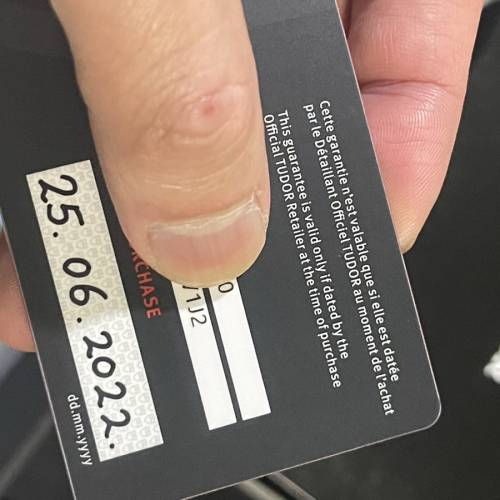 Cette garantie n'est valable que si elle est datée
par le Détaillant Officiel TUDOR au moment de l'achat
This guarantee is valid only if dated by the
Official TUDOR Retailer at the time of purchase
25. 06. 2022.
dd.mm.yyyy